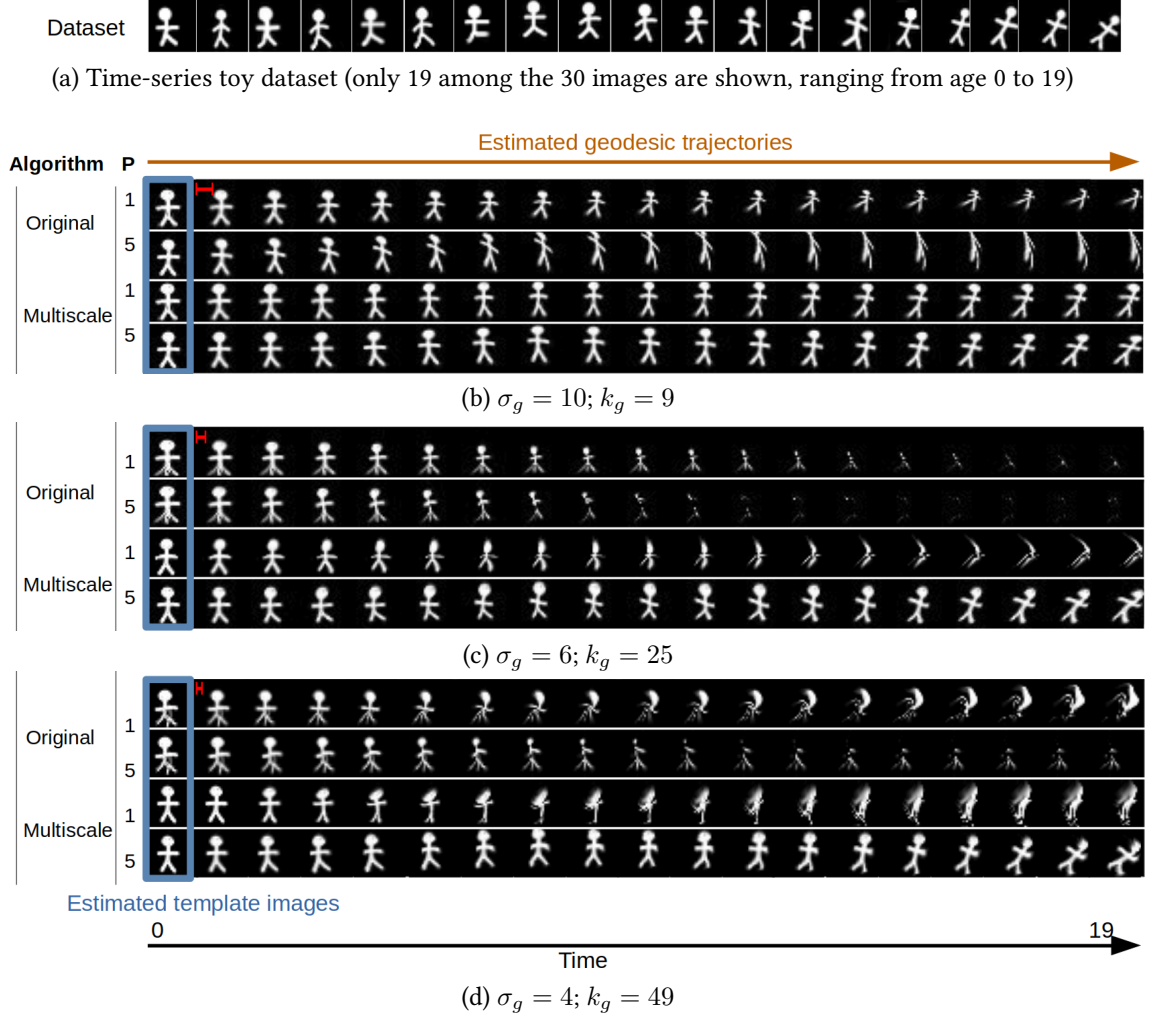 Dataset
(a) Time-series toy dataset (only 19 among the 30 images are shown, ranging from age 0 to 19)
Estimated geodesic trajectories
Algorithm P
Original
1
5
Multiscale
1
5
(b) σg = 10; kg = 9
Original
1
5
Multiscale
1
5
(c) σg = 6; kg = 25
Original
1
5
Multiscale
1
5
Estimated template images
0 19
Time
(d) σg = 4; kg = 49